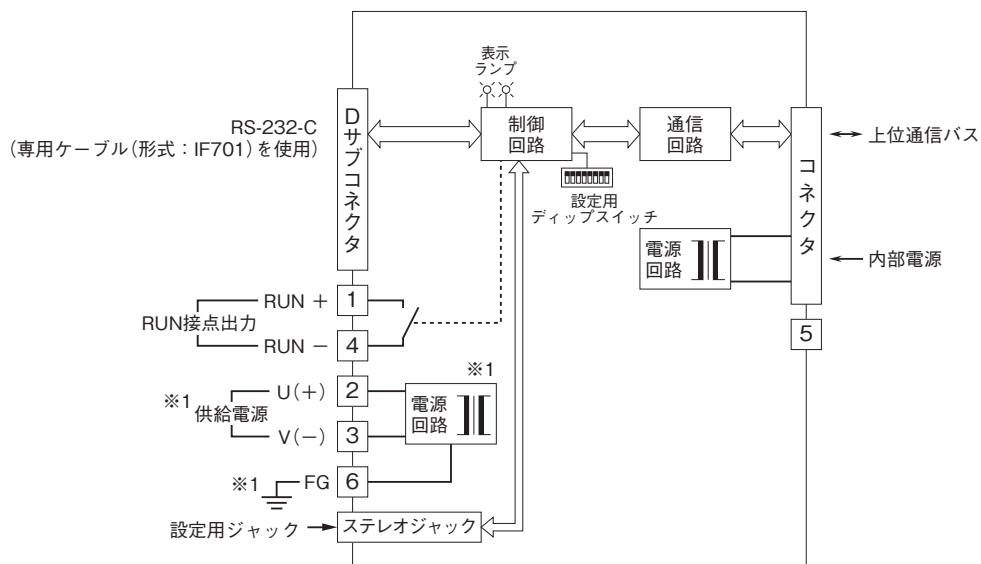 表示
ランプ
RS-232-C
(専用ケーブル(形式:IF701)を使用)
Dサブコネクタ
制御
回路
通信
回路
コネクタ
上位通信バス
設定用
ディップスイッチ
電源
回路
内部電源
RUN +
1
RUN接点出力
RUN -
4
5
※1
U(+)
2
※1 供給電源
電源
回路
V(-)
3
※1
FG
6
設定用ジャック
ステレオジャック